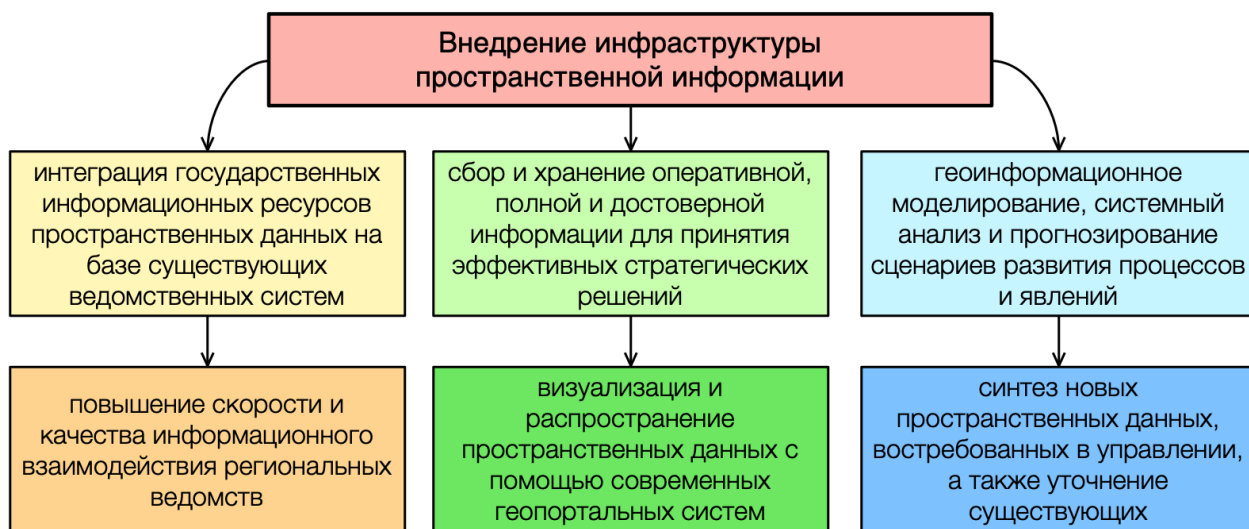 Внедрение инфраструктуры
пространственной информации
интеграция государственных
информационных ресурсов
пространственных данных на
базе существующих
ведомственных систем
сбор и хранение оперативной,
полной и достоверной
информации для принятия
эффективных стратегических
решений
геоинформационное
моделирование, системный
анализ и прогнозирование
сценариев развития процессов
и явлений
повышение скорости и
качества информационного
взаимодействия региональных
ведомств
визуализация и
распространение
пространственных данных с
помощью современных
геопортальных систем
синтез новых
пространственных данных,
востребованных в управлении,
а также уточнение
существующих